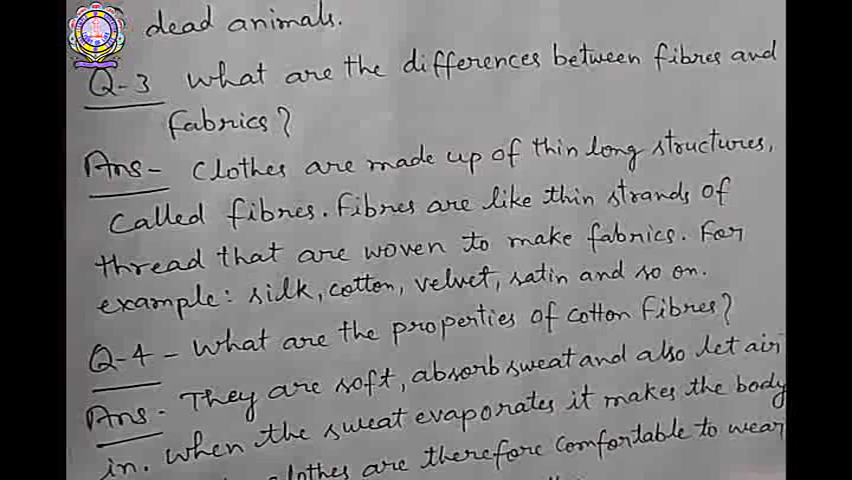 dead animals.
Q-3 What are the differences between fibres and
fabrics?
Ans- Clothes are made up of thin long structures,
called fibres. Fibres are like thin strands of
thread that are woven to make fabrics. For
example: silk, cotton, velvet, satin and so on.
Q-4 - What are the properties of cotton Fibres?
Ans- They are soft, absorb sweat and also let air
in. When the sweat evaporates it makes the body
clothes are therefore comfortable to wear